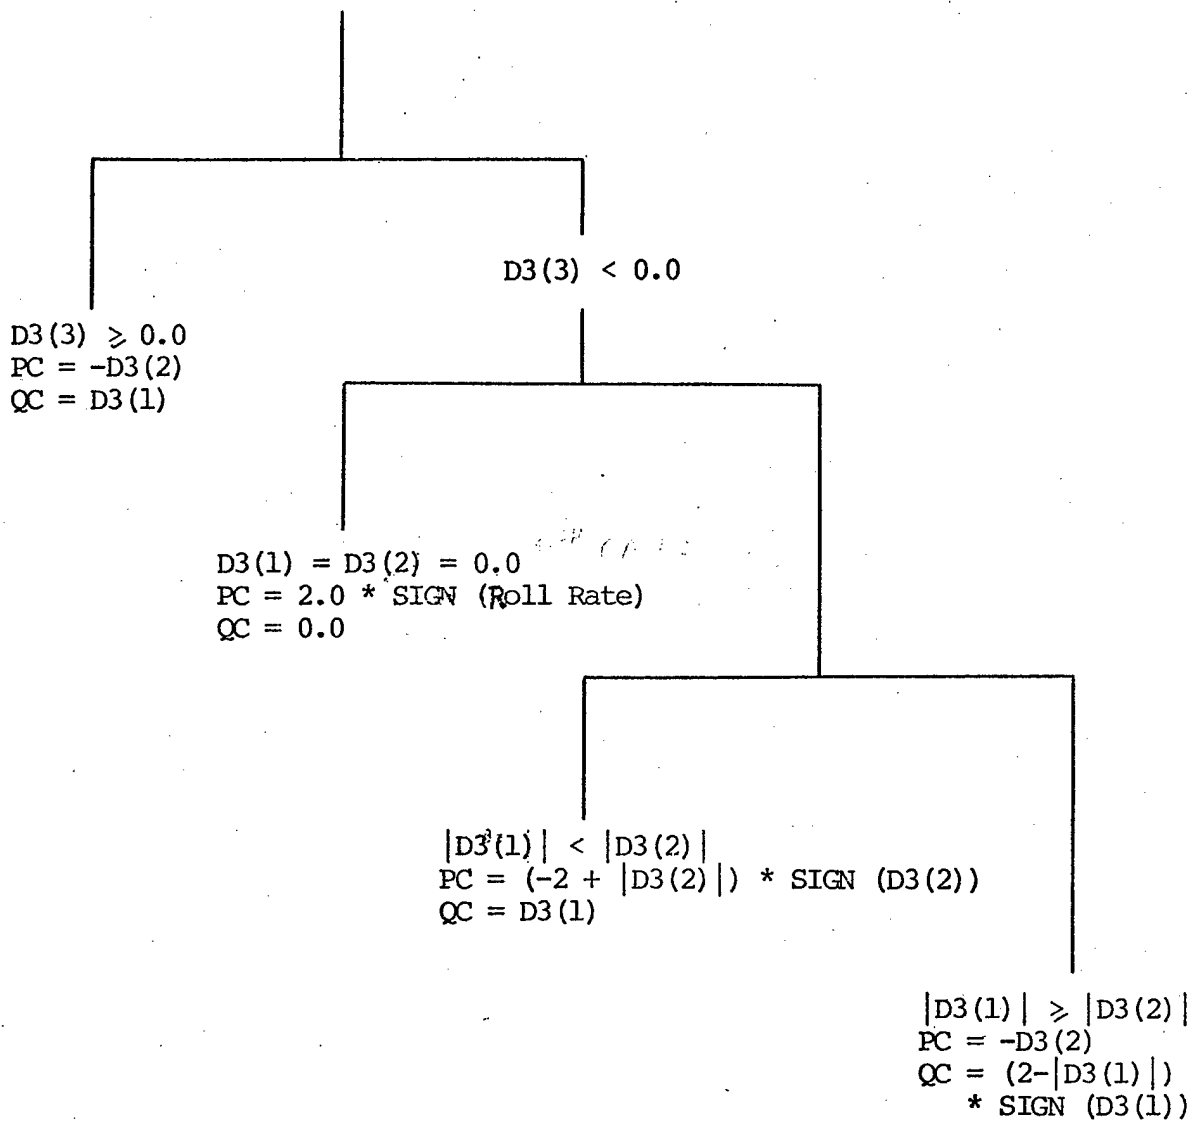 D3(3) < 0.0
D3(3) ⩾ 0.0
PC = -D3(2)
QC = D3(1)
D3(1) = D3(2) = 0.0
PC = 2.0 * SIGN (Roll Rate)
QC = 0.0
|D3(1)| < |D3(2)|
PC = (-2 + |D3(2)|) * SIGN (D3(2))
QC = D3(1)
|D3(1)| ⩾ |D3(2)|
PC = -D3(2)
QC = (2-|D3(1)|)
* SIGN (D3(1))